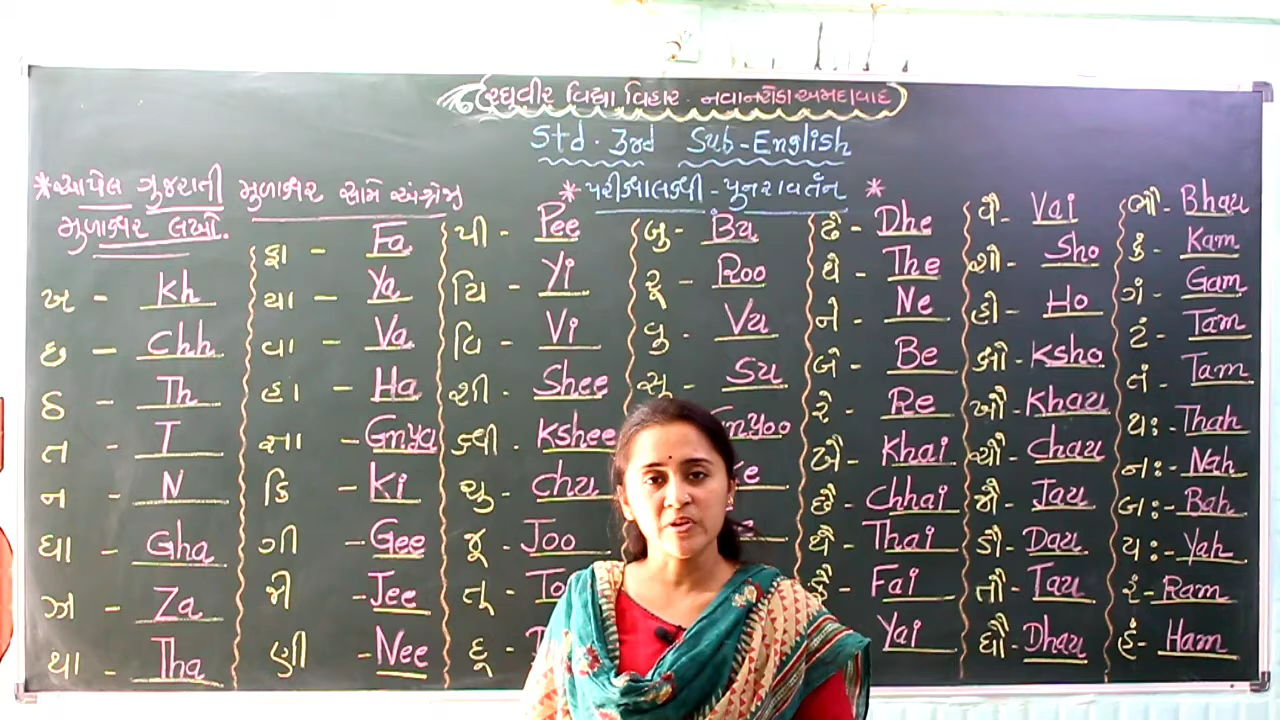 રઘુવીર વિદ્યા વિહાર. નવાનરોડા અમદાવાદ
Std. 3rd Sub-English
* આપેલ ગુજરાતી મુળાક્ષર સામે અંગ્રેજી
મુળાક્ષર લખો.
* પરીક્ષાલક્ષી - પુનરાવર્તન *
ખ - Kh
છ - Chh
ઠ - Th
ત - T
ન - N
ઘા - Gha
ઝા - Za
થા - Tha
ફા - Fa
યા - Ya
વા - Va
હા - Ha
જ્ઞા - Gnya
કિ - Ki
ગી - Gee
જી - Jee
ણી - Nee
પી - Pee
યિ - Yi
વિ - Vi
શી - Shee
ક્ષી - Kshee
ચુ - Chu
જૂ - Joo
તૂ -
દૂ -
બુ - Bu
રૂ - Roo
વુ - Vu
સુ - Su
ઢે - Dhe
થે - The
ને - Ne
બે - Be
રે - Re
ખૈ - Khai
છૈ - Chhai
થૈ - Thai
ફૈ - Fai
Yai
વૈ - Vai
શો - Sho
હો - Ho
ક્ષો - Ksho
ખૌ - Khau
ચૌ - Chau
જૌ - Jau
ડૌ - Dau
તૌ - Tau
ધૌ - Dhau
ભૌ - Bhau
કં - Kam
ગં - Gam
ટં - Tam
તં - Tam
થઃ - Thah
નઃ - Nah
બઃ - Bah
યઃ - Yah
રં - Ram
હં - Ham